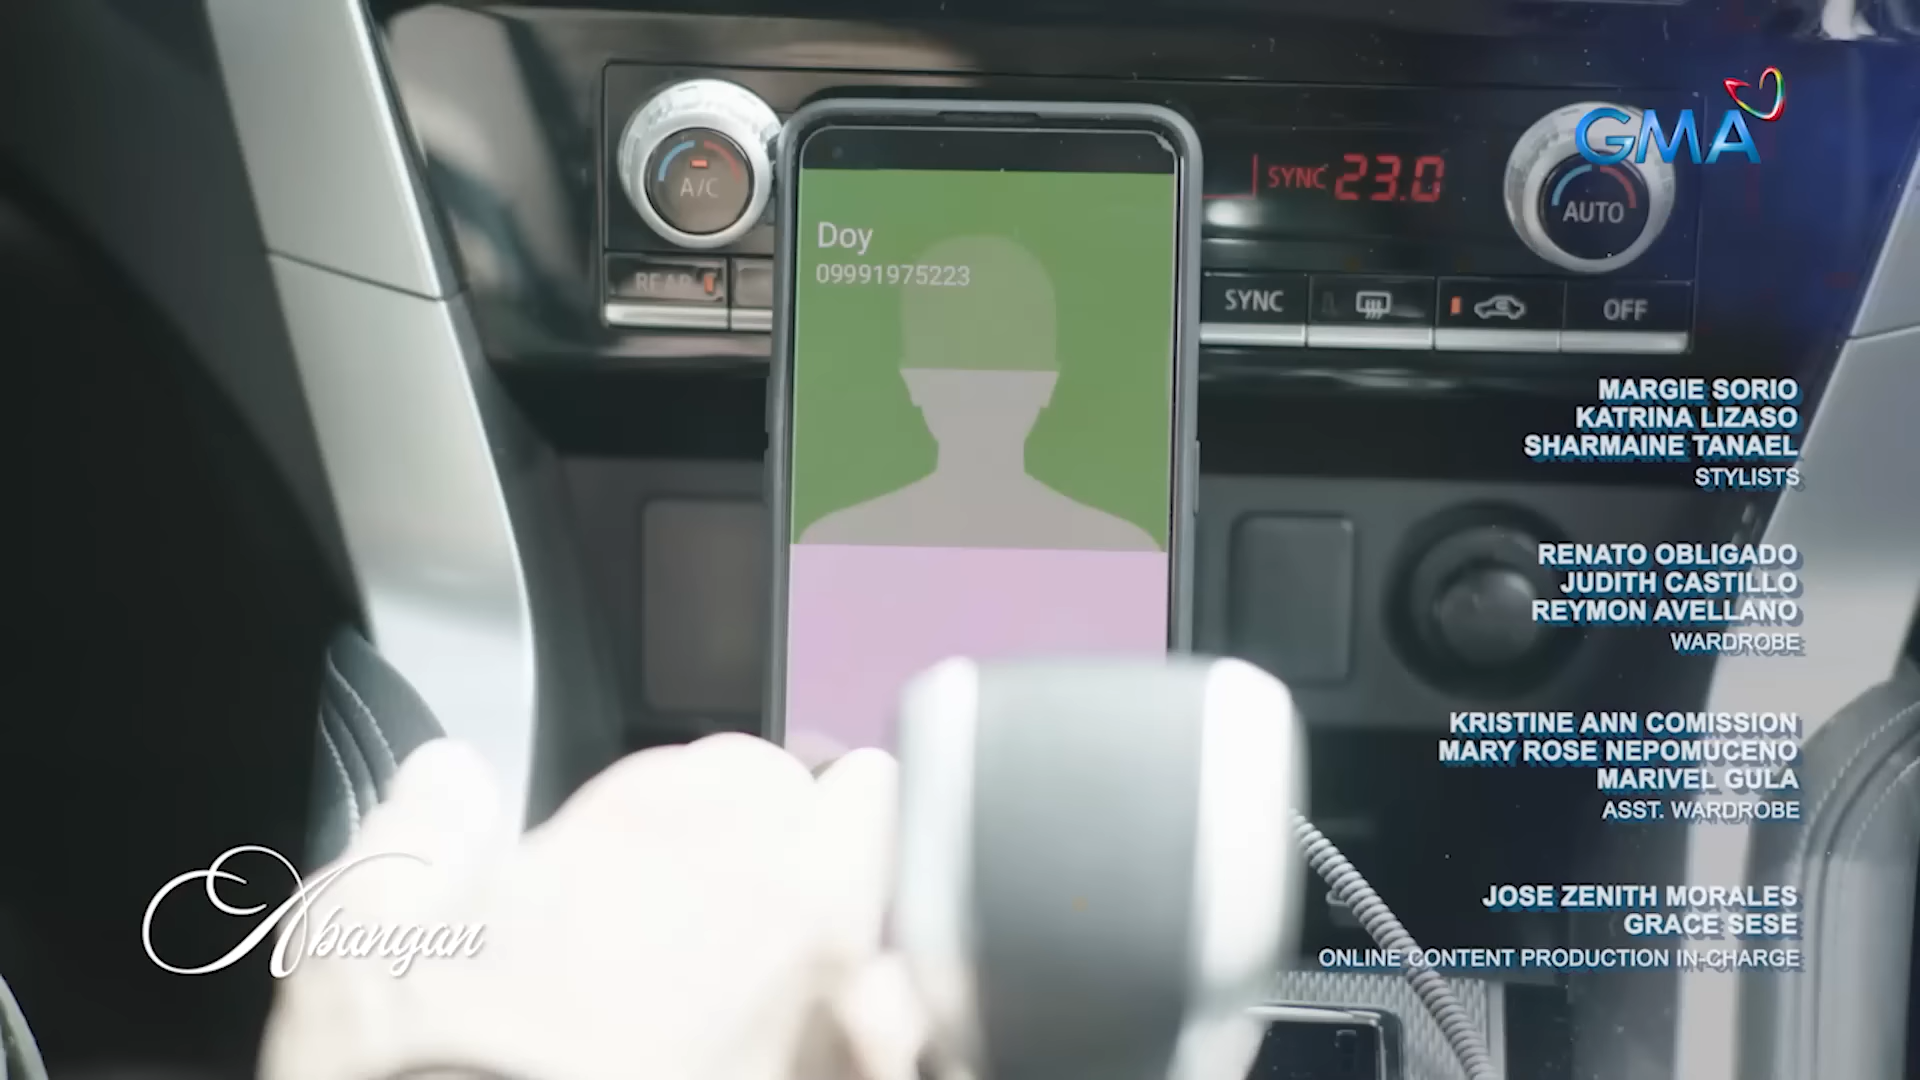 GMA
A/C
SYNC 23.0
AUTO
REAR
SYNC
OFF
Doy
09991975223
MARGIE SORIO
KATRINA LIZASO
SHARMAINE TANAEL
STYLISTS
RENATO OBLIGADO
JUDITH CASTILLO
REYMON AVELLANO
WARDROBE
KRISTINE ANN COMISSION
MARY ROSE NEPOMUCENO
MARIVEL GULA
ASST. WARDROBE
JOSE ZENITH MORALES
GRACE SESE
ONLINE CONTENT PRODUCTION IN-CHARGE
Abangan